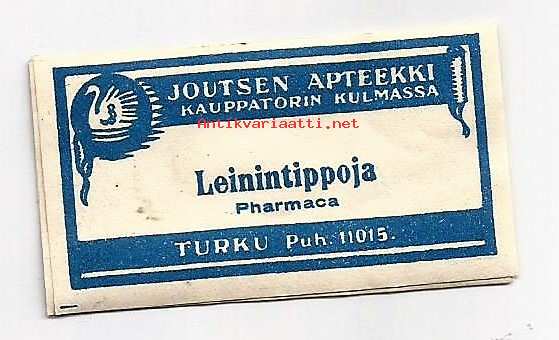 JOUTSEN APTEEKKI
KAUPPATORIN KULMASSA
Antikvariaatti.net
Leinintippoja
Pharmaca
TURKU Puh. 11015.